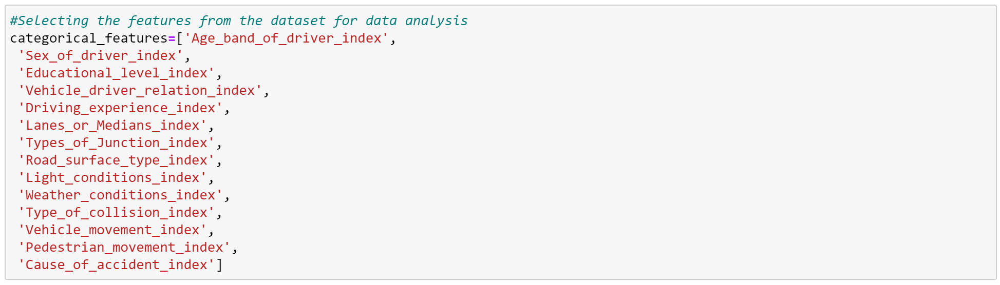 #Selecting the features from the dataset for data analysis
categorical_features=['Age_band_of_driver_index',
 'Sex_of_driver_index',
 'Educational_level_index',
 'Vehicle_driver_relation_index',
 'Driving_experience_index',
 'Lanes_or_Medians_index',
 'Types_of_Junction_index',
 'Road_surface_type_index',
 'Light_conditions_index',
 'Weather_conditions_index',
 'Type_of_collision_index',
 'Vehicle_movement_index',
 'Pedestrian_movement_index',
 'Cause_of_accident_index']